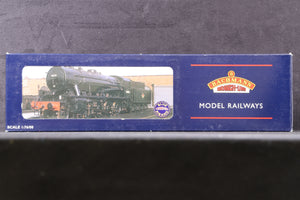 BACHMANN
BRANCH-LINE
MODEL RAILWAYS
SCALE 1:76/00